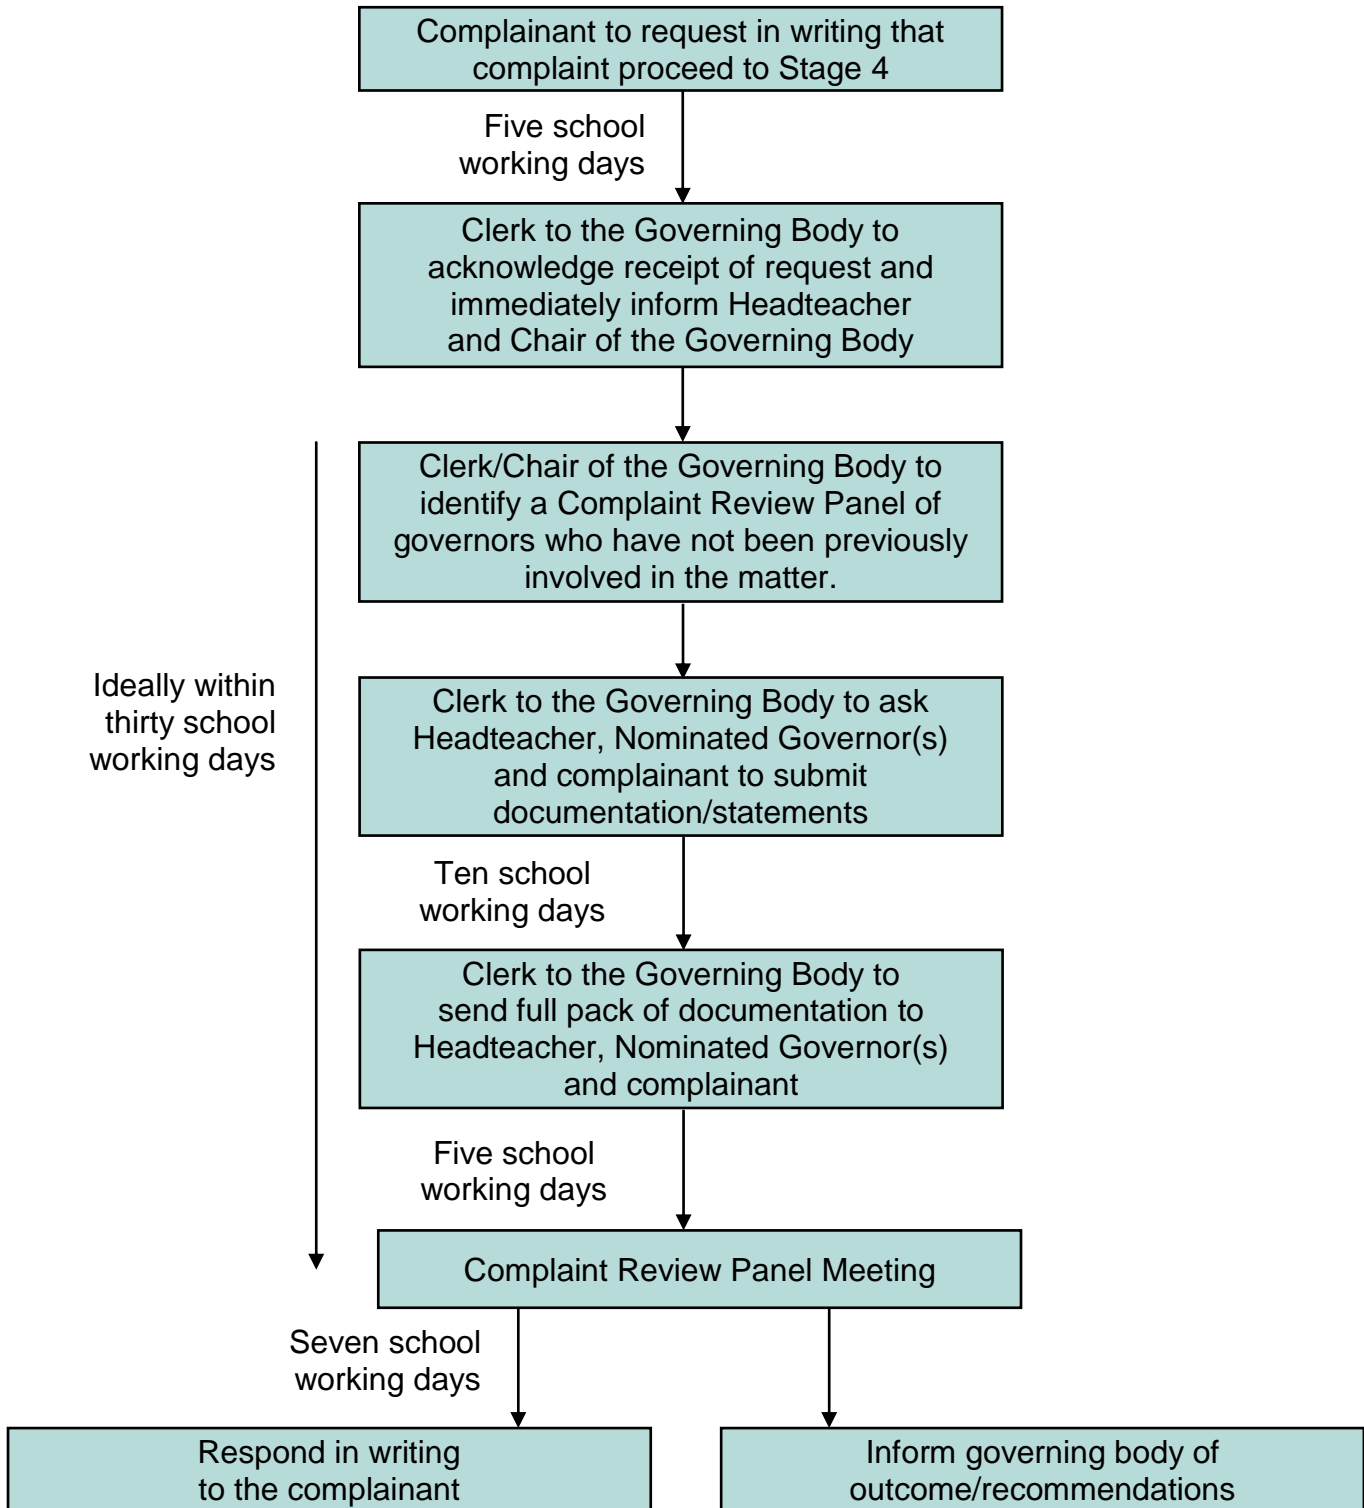 Complainant to request in writing that
complaint proceed to Stage 4
Five school
working days
Clerk to the Governing Body to
acknowledge receipt of request and
immediately inform Headteacher
and Chair of the Governing Body
Clerk/Chair of the Governing Body to
identify a Complaint Review Panel of
governors who have not been previously
involved in the matter.
Ideally within
thirty school
working days
Clerk to the Governing Body to ask
Headteacher, Nominated Governor(s)
and complainant to submit
documentation/statements
Ten school
working days
Clerk to the Governing Body to
send full pack of documentation to
Headteacher, Nominated Governor(s)
and complainant
Five school
working days
Complaint Review Panel Meeting
Seven school
working days
Respond in writing
to the complainant
Inform governing body of
outcome/recommendations